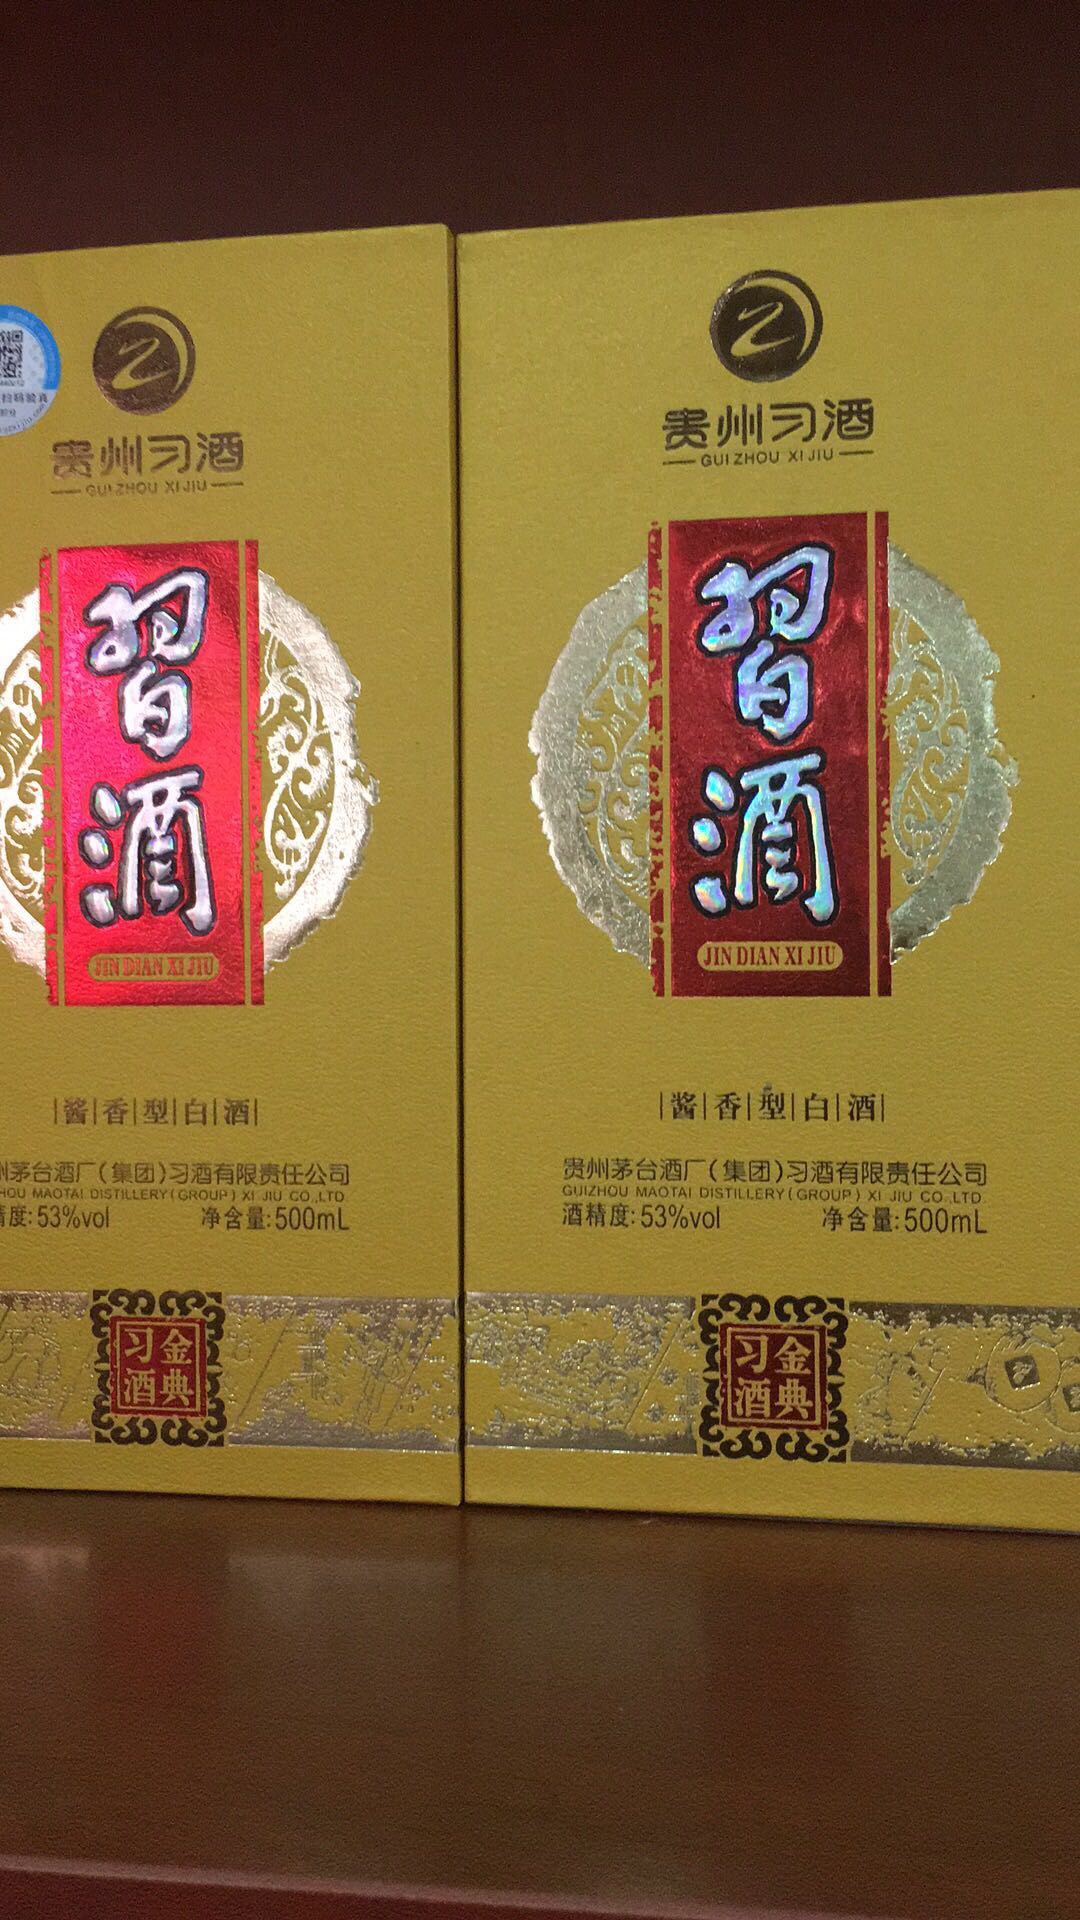 扫码验真
贵州习酒
GUIZHOU XIJIU
習酒
JIN DIAN XI JIU
酱香型白酒
州茅台酒厂(集团)习酒有限责任公司
HOU MAOTAI DISTILLERY(GROUP) XI JIU CO.,LTD.
精度:53%vol 净含量:500mL
金典
习酒
贵州习酒
GUIZHOU XIJIU
習酒
JIN DIAN XI JIU
酱香型白酒
贵州茅台酒厂(集团)习酒有限责任公司
GUIZHOU MAOTAI DISTILLERY(GROUP) XI JIU CO.,LTD.
酒精度:53%vol 净含量:500mL
金典
习酒